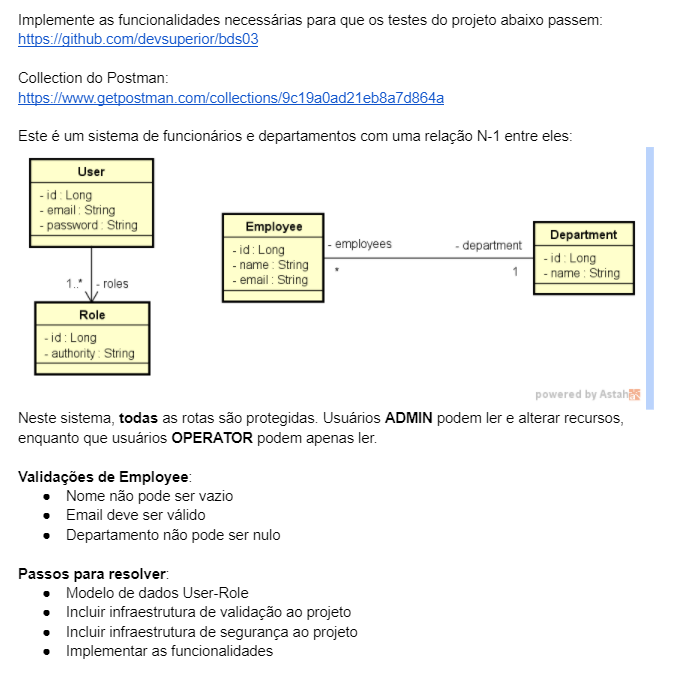 Implemente as funcionalidades necessárias para que os testes do projeto abaixo passem:
https://github.com/devsuperior/bds03
Collection do Postman:
https://www.getpostman.com/collections/9c19a0ad21eb8a7d864a
Este é um sistema de funcionários e departamentos com uma relação N-1 entre eles:
User
- id : Long
- email : String
- password : String
1..* - roles
Role
- id : Long
- authority : String
Employee
- id : Long
- name : String
- email : String
- employees
*
- department
1
Department
- id : Long
- name : String
powered by Astah
Neste sistema, todas as rotas são protegidas. Usuários ADMIN podem ler e alterar recursos,
enquanto que usuários OPERATOR podem apenas ler.
Validações de Employee:
● Nome não pode ser vazio
● Email deve ser válido
● Departamento não pode ser nulo
Passos para resolver:
● Modelo de dados User-Role
● Incluir infraestrutura de validação ao projeto
● Incluir infraestrutura de segurança ao projeto
● Implementar as funcionalidades